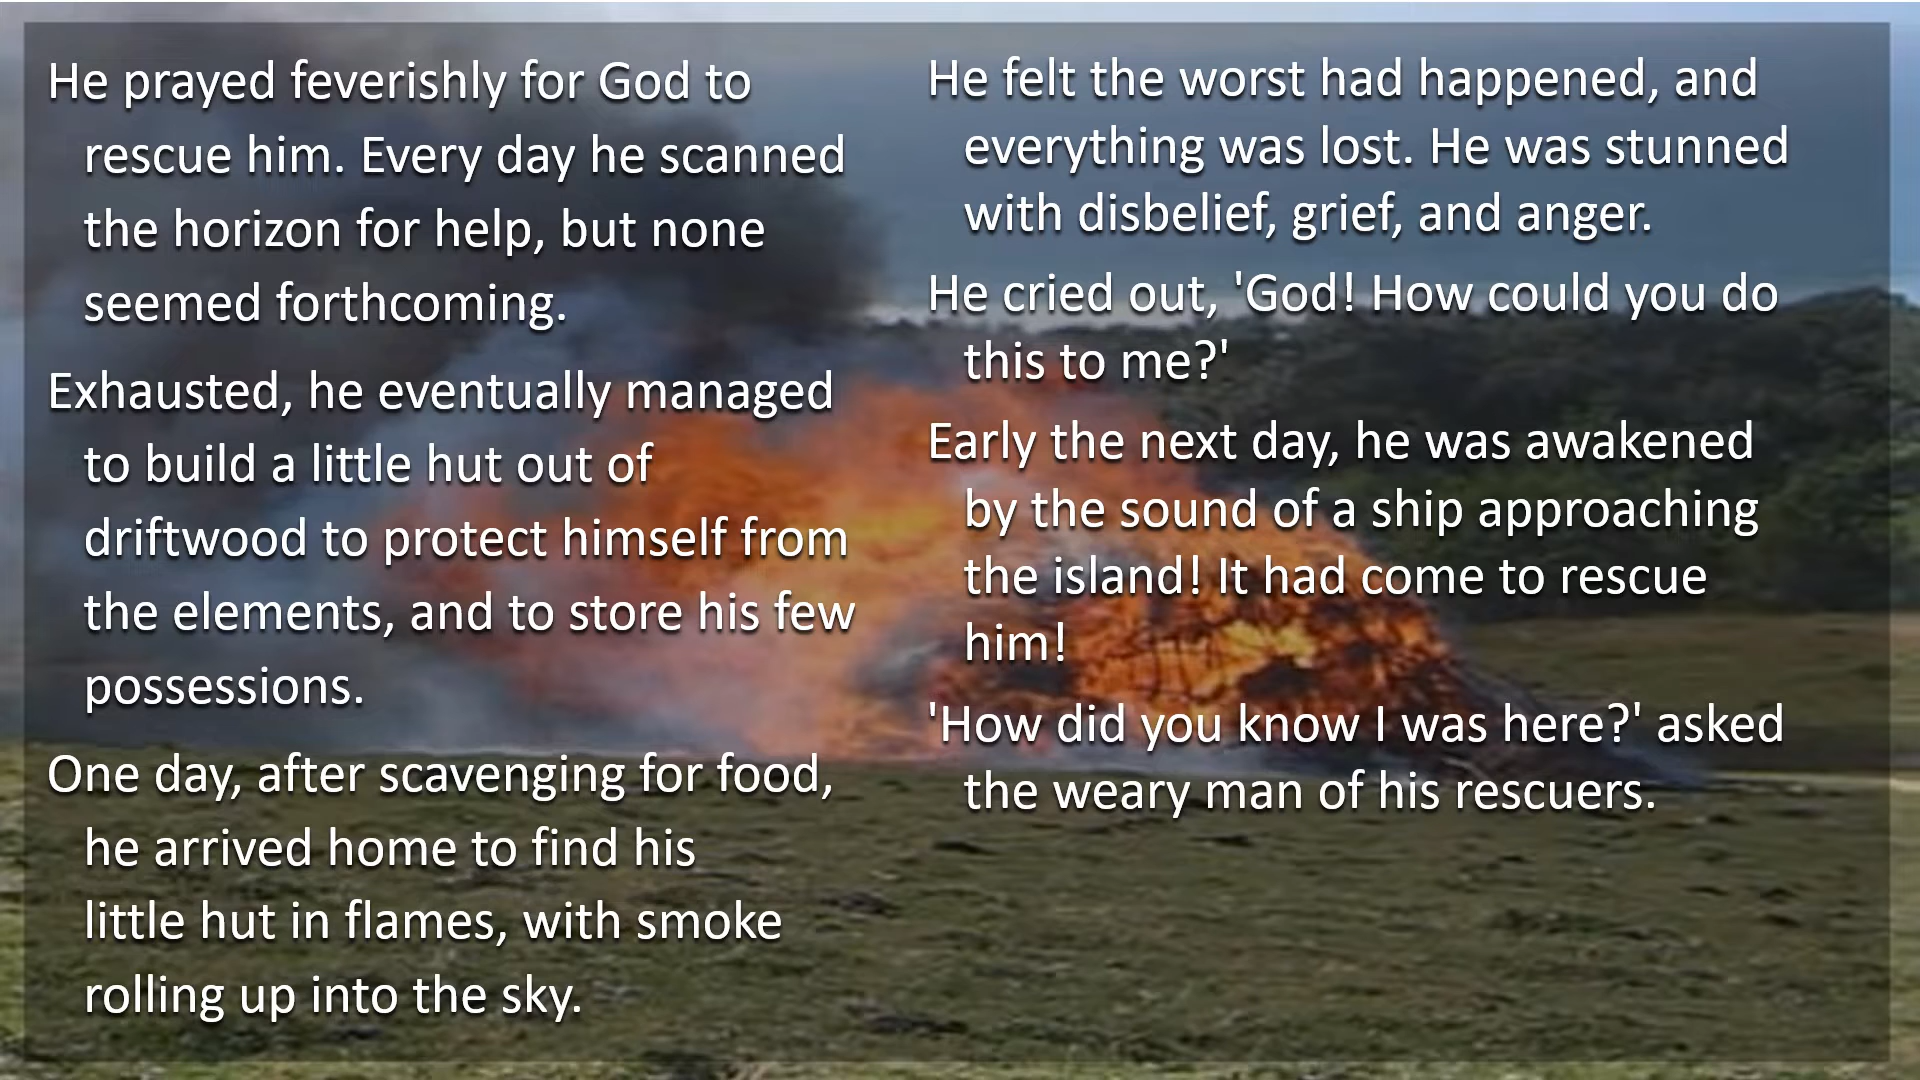 He prayed feverishly for God to
rescue him. Every day he scanned
the horizon for help, but none
seemed forthcoming.
Exhausted, he eventually managed
to build a little hut out of
driftwood to protect himself from
the elements, and to store his few
possessions.
One day, after scavenging for food,
he arrived home to find his
little hut in flames, with smoke
rolling up into the sky.
He felt the worst had happened, and
everything was lost. He was stunned
with disbelief, grief, and anger.
He cried out, 'God! How could you do
this to me?'
Early the next day, he was awakened
by the sound of a ship approaching
the island! It had come to rescue
him!
'How did you know I was here?' asked
the weary man of his rescuers.